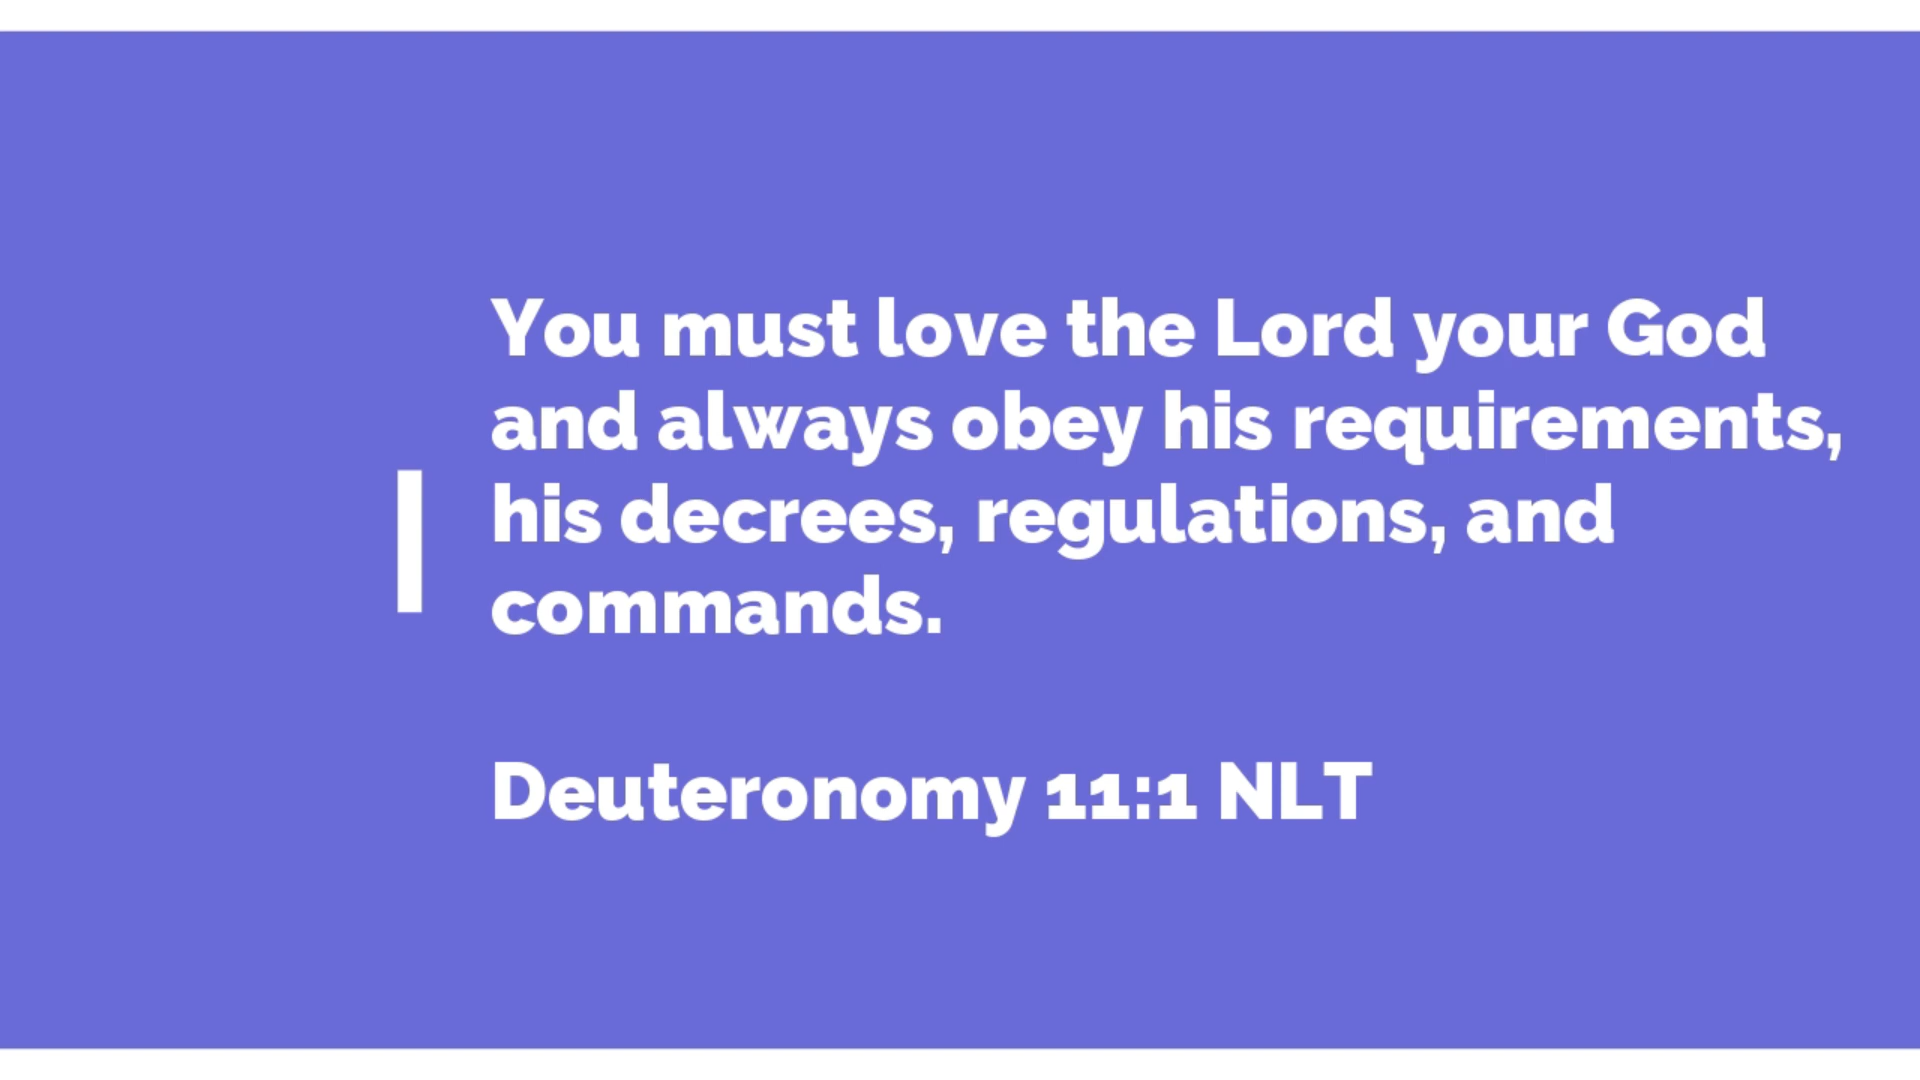 You must love the Lord your God
and always obey his requirements,
his decrees, regulations, and
commands.
Deuteronomy 11:1 NLT